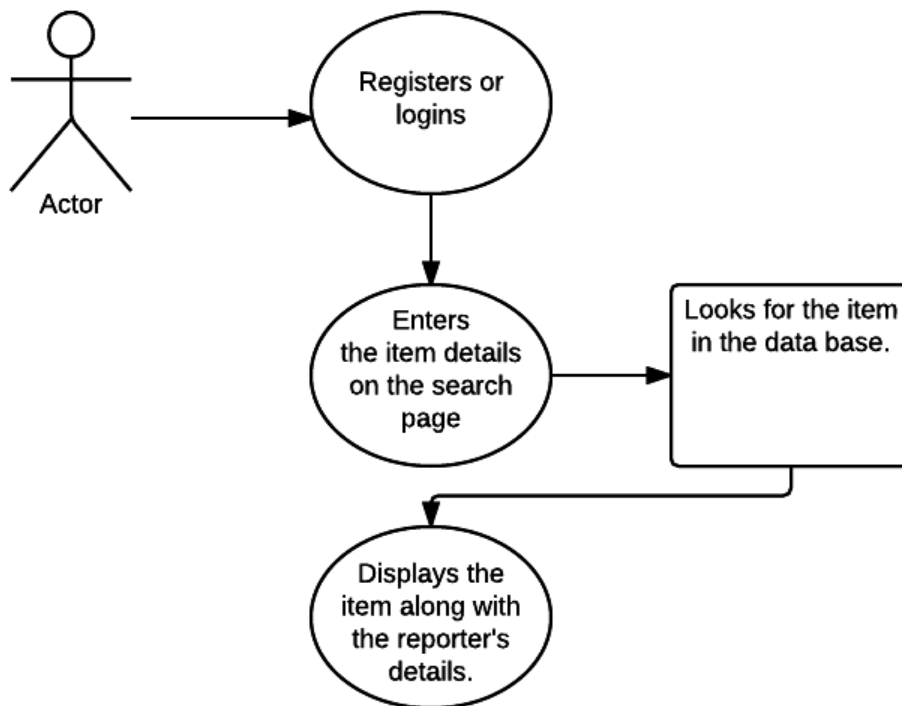 Registers or
logins
Actor
Enters
the item details
on the search
page
Looks for the item
in the data base.
Displays the
item along with
the reporter's
details.